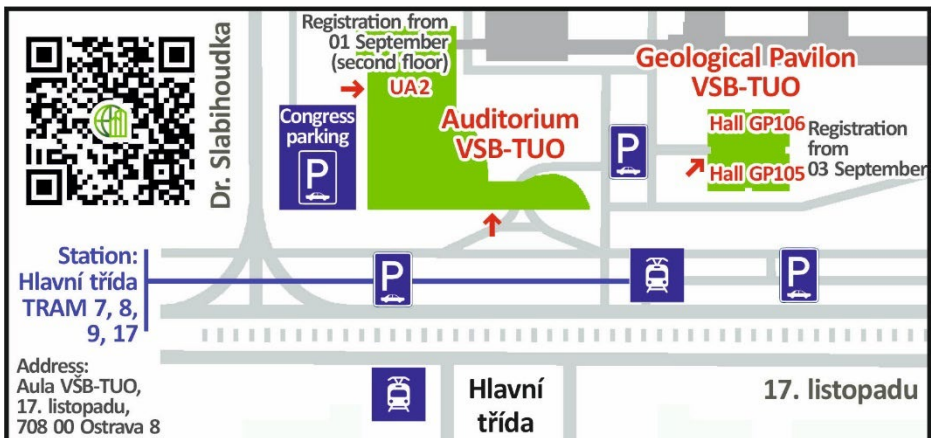 Dr. Slabihoudka
Registration from
01 September
(second floor)
UA2
Congress
parking
P
Auditorium
VSB-TUO
Geological Pavilon
VSB-TUO
P
Hall GP106
Hall GP105
Registration
from
03 September
Station:
Hlavní třída
TRAM 7, 8,
9, 17
P
P
Address:
Aula VŠB-TUO,
17. listopadu,
708 00 Ostrava 8
Hlavní
třída
17. listopadu